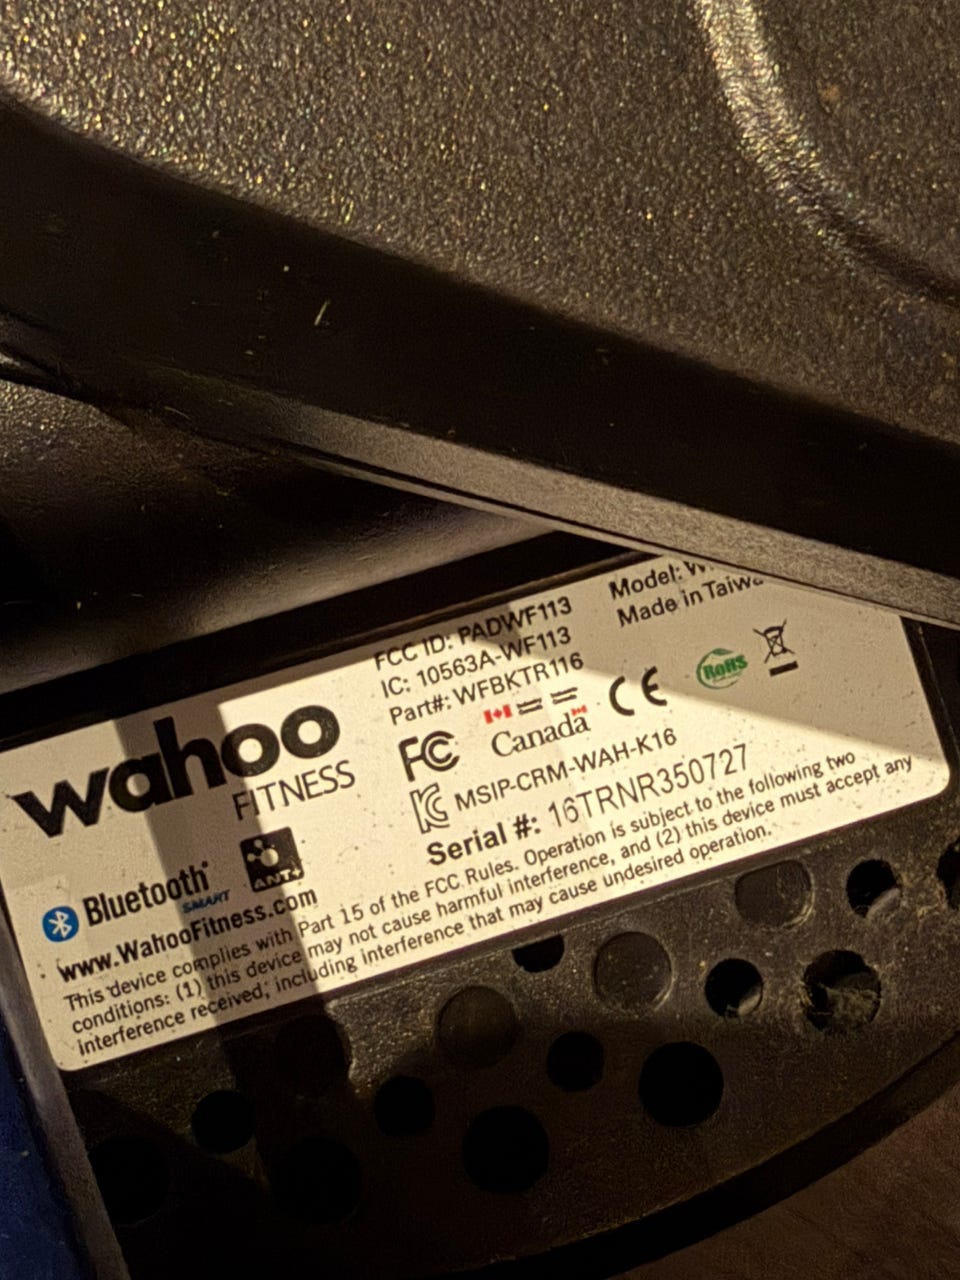 wahoo
FITNESS
Bluetooth
SMART
ANT+
www.WahooFitness.com
FCC ID: PADWF113
IC: 10563A-WF113
Part#: WFBKTR116
Model:
Made in
FC
Canada
CE
RoHS
MSIP-CRM-WAH-K16
Serial #: 16TRNR350727
This device complies with Part 15 of the FCC Rules. Operation is subject to the following two
conditions: (1) this device may not cause harmful interference, and (2) this device must accept any
interference received, including interference that may cause undesired operation.